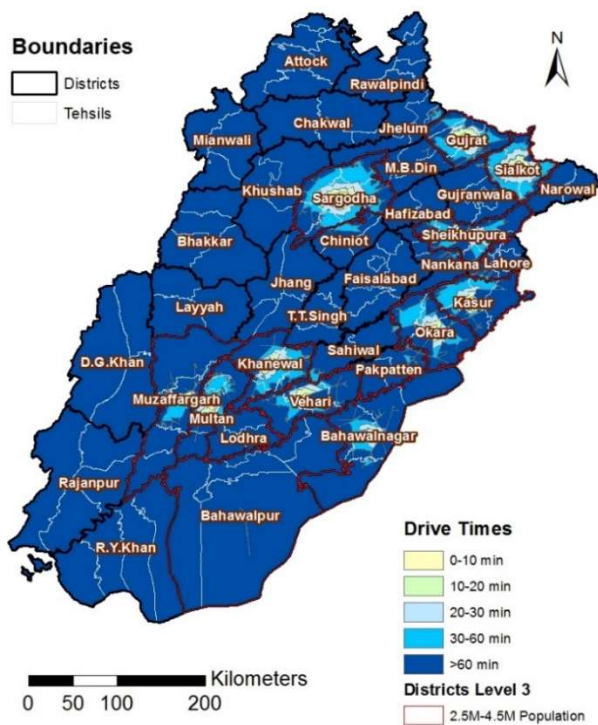 Boundaries
Districts
Tehsils
N
Attock
Rawalpindi
Chakwal
Jhelum
Mianwali
Gujrat
M.B.Din
Sialkot
Khushab
Sargodha
Gujranwala
Narowal
Hafizabad
Bhakkar
Chiniot
Sheikhupura
Nankana
Lahore
Jhang
Faisalabad
Kasur
Layyah
T.T.Singh
Okara
Sahiwal
D.G.Khan
Khanewal
Pakpatten
Muzaffargarh
Vehari
Multan
Lodhra
Bahawalnagar
Rajanpur
Bahawalpur
R.Y.Khan
Drive Times
0-10 min
10-20 min
20-30 min
30-60 min
>60 min
Districts Level 3
2.5M-4.5M Population
Kilometers
0 50 100 200